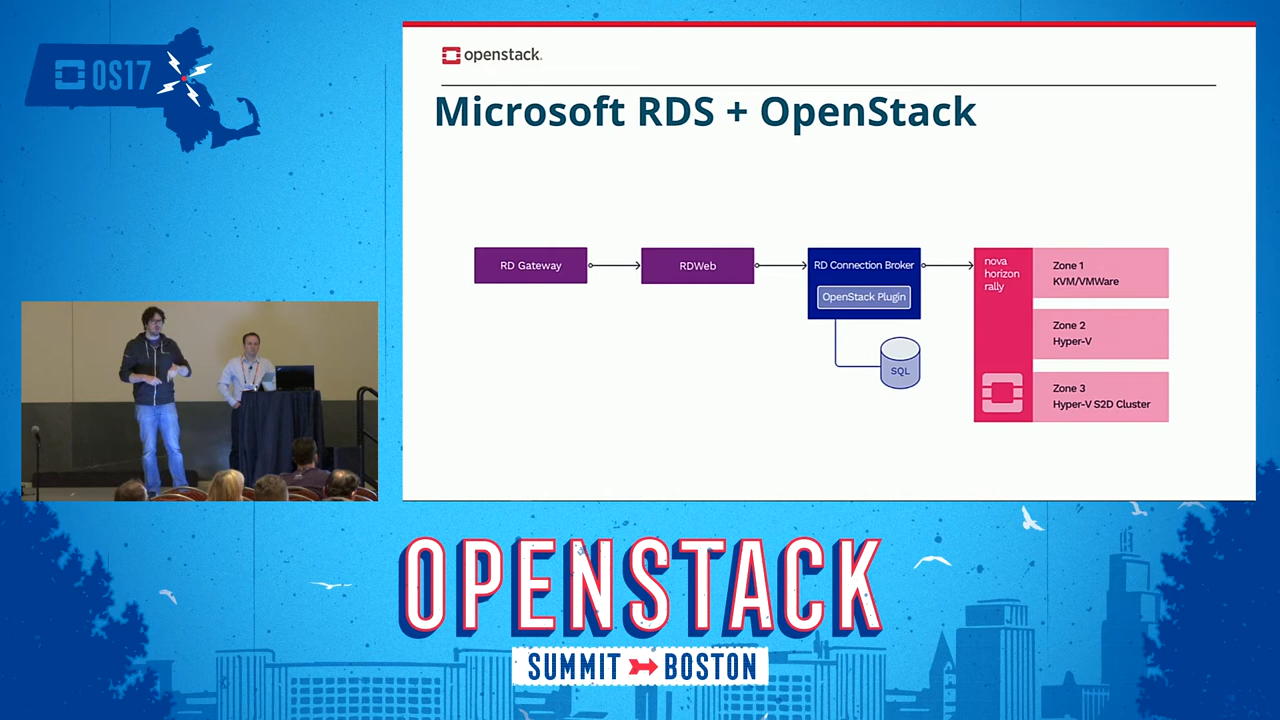 OS17
openstack.
Microsoft RDS + OpenStack
RD Gateway
RDWeb
RD Connection Broker
OpenStack Plugin
SQL
nova
horizon
rally
Zone 1
KVM/VMWare
Zone 2
Hyper-V
Zone 3
Hyper-V S2D Cluster
OPENSTACK
SUMMIT BOSTON